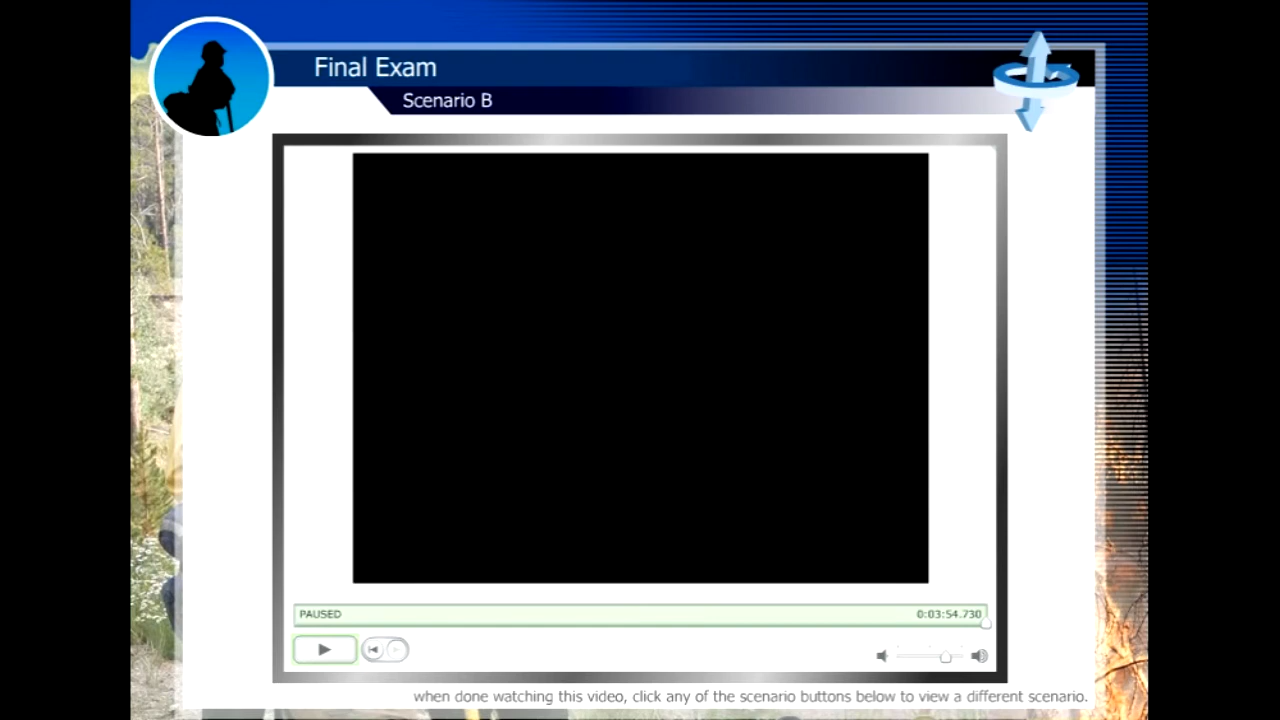 Final Exam
Scenario B
PAUSED 0:03:54.730
when done watching this video, click any of the scenario buttons below to view a different scenario.